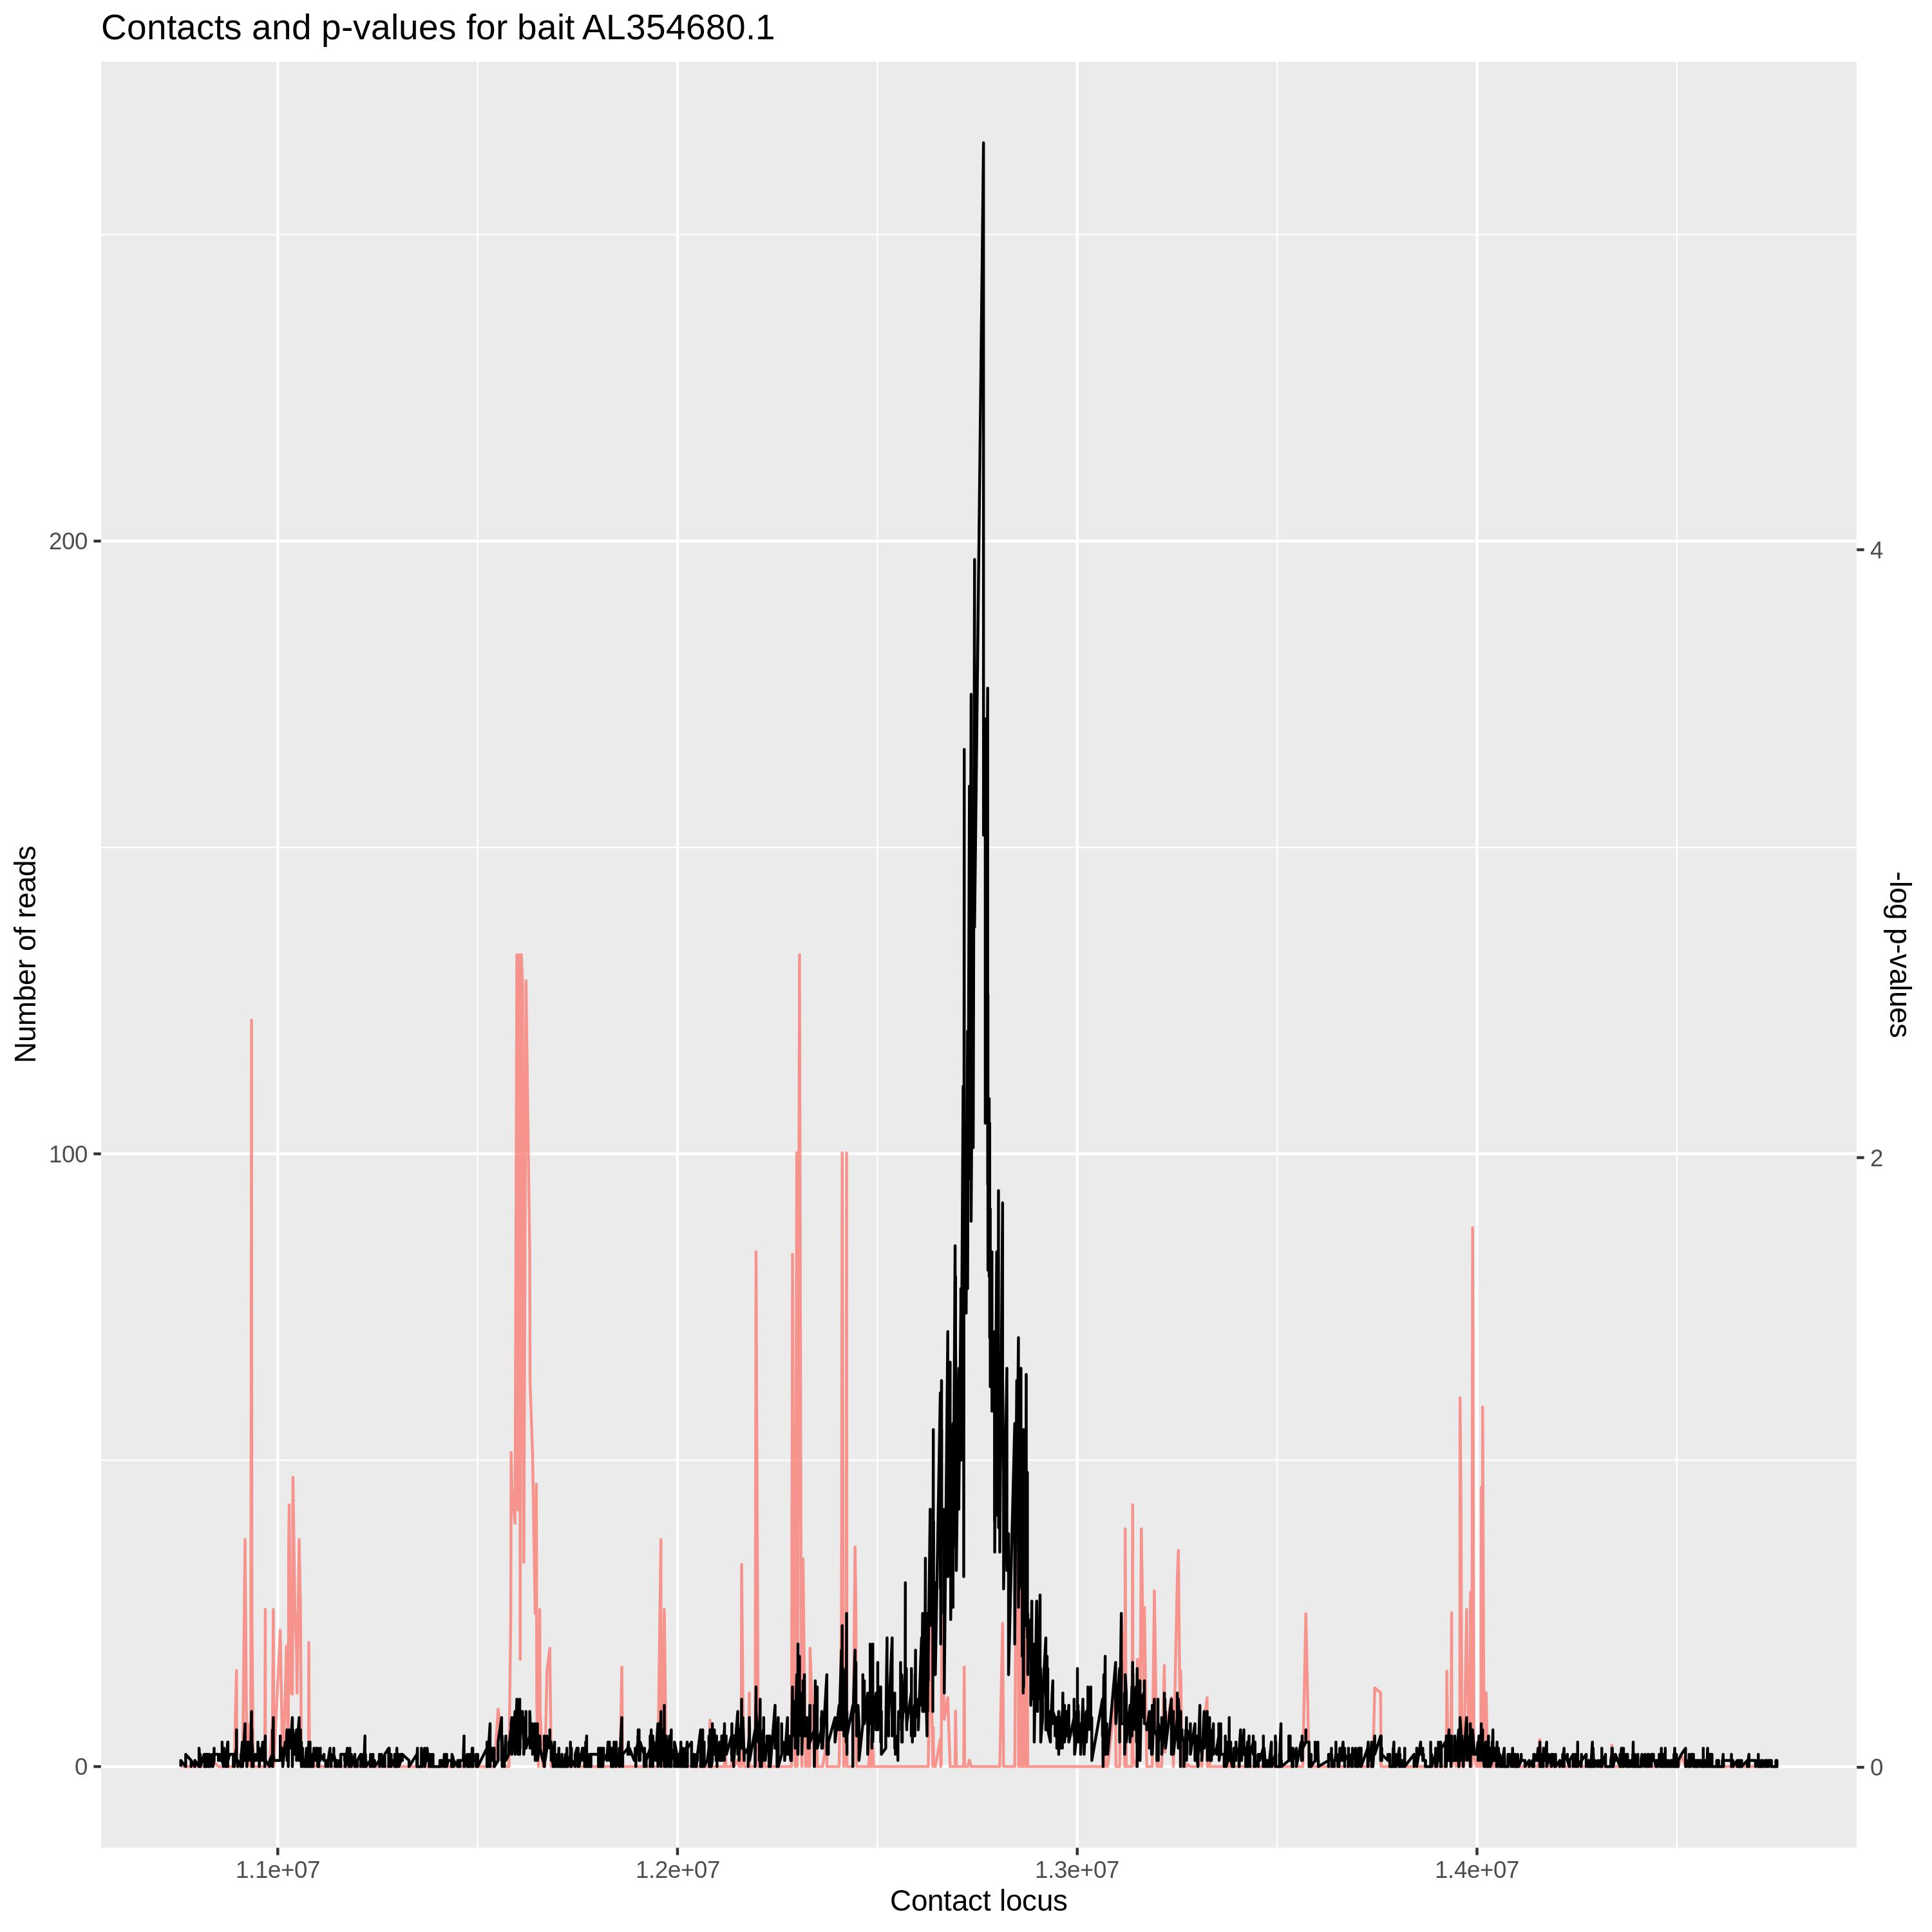 Contacts and p-values for bait AL354680.1
Number of reads
200
100
0
4
2
0
-log p-values
1.1e+07 1.2e+07 1.3e+07 1.4e+07
Contact locus